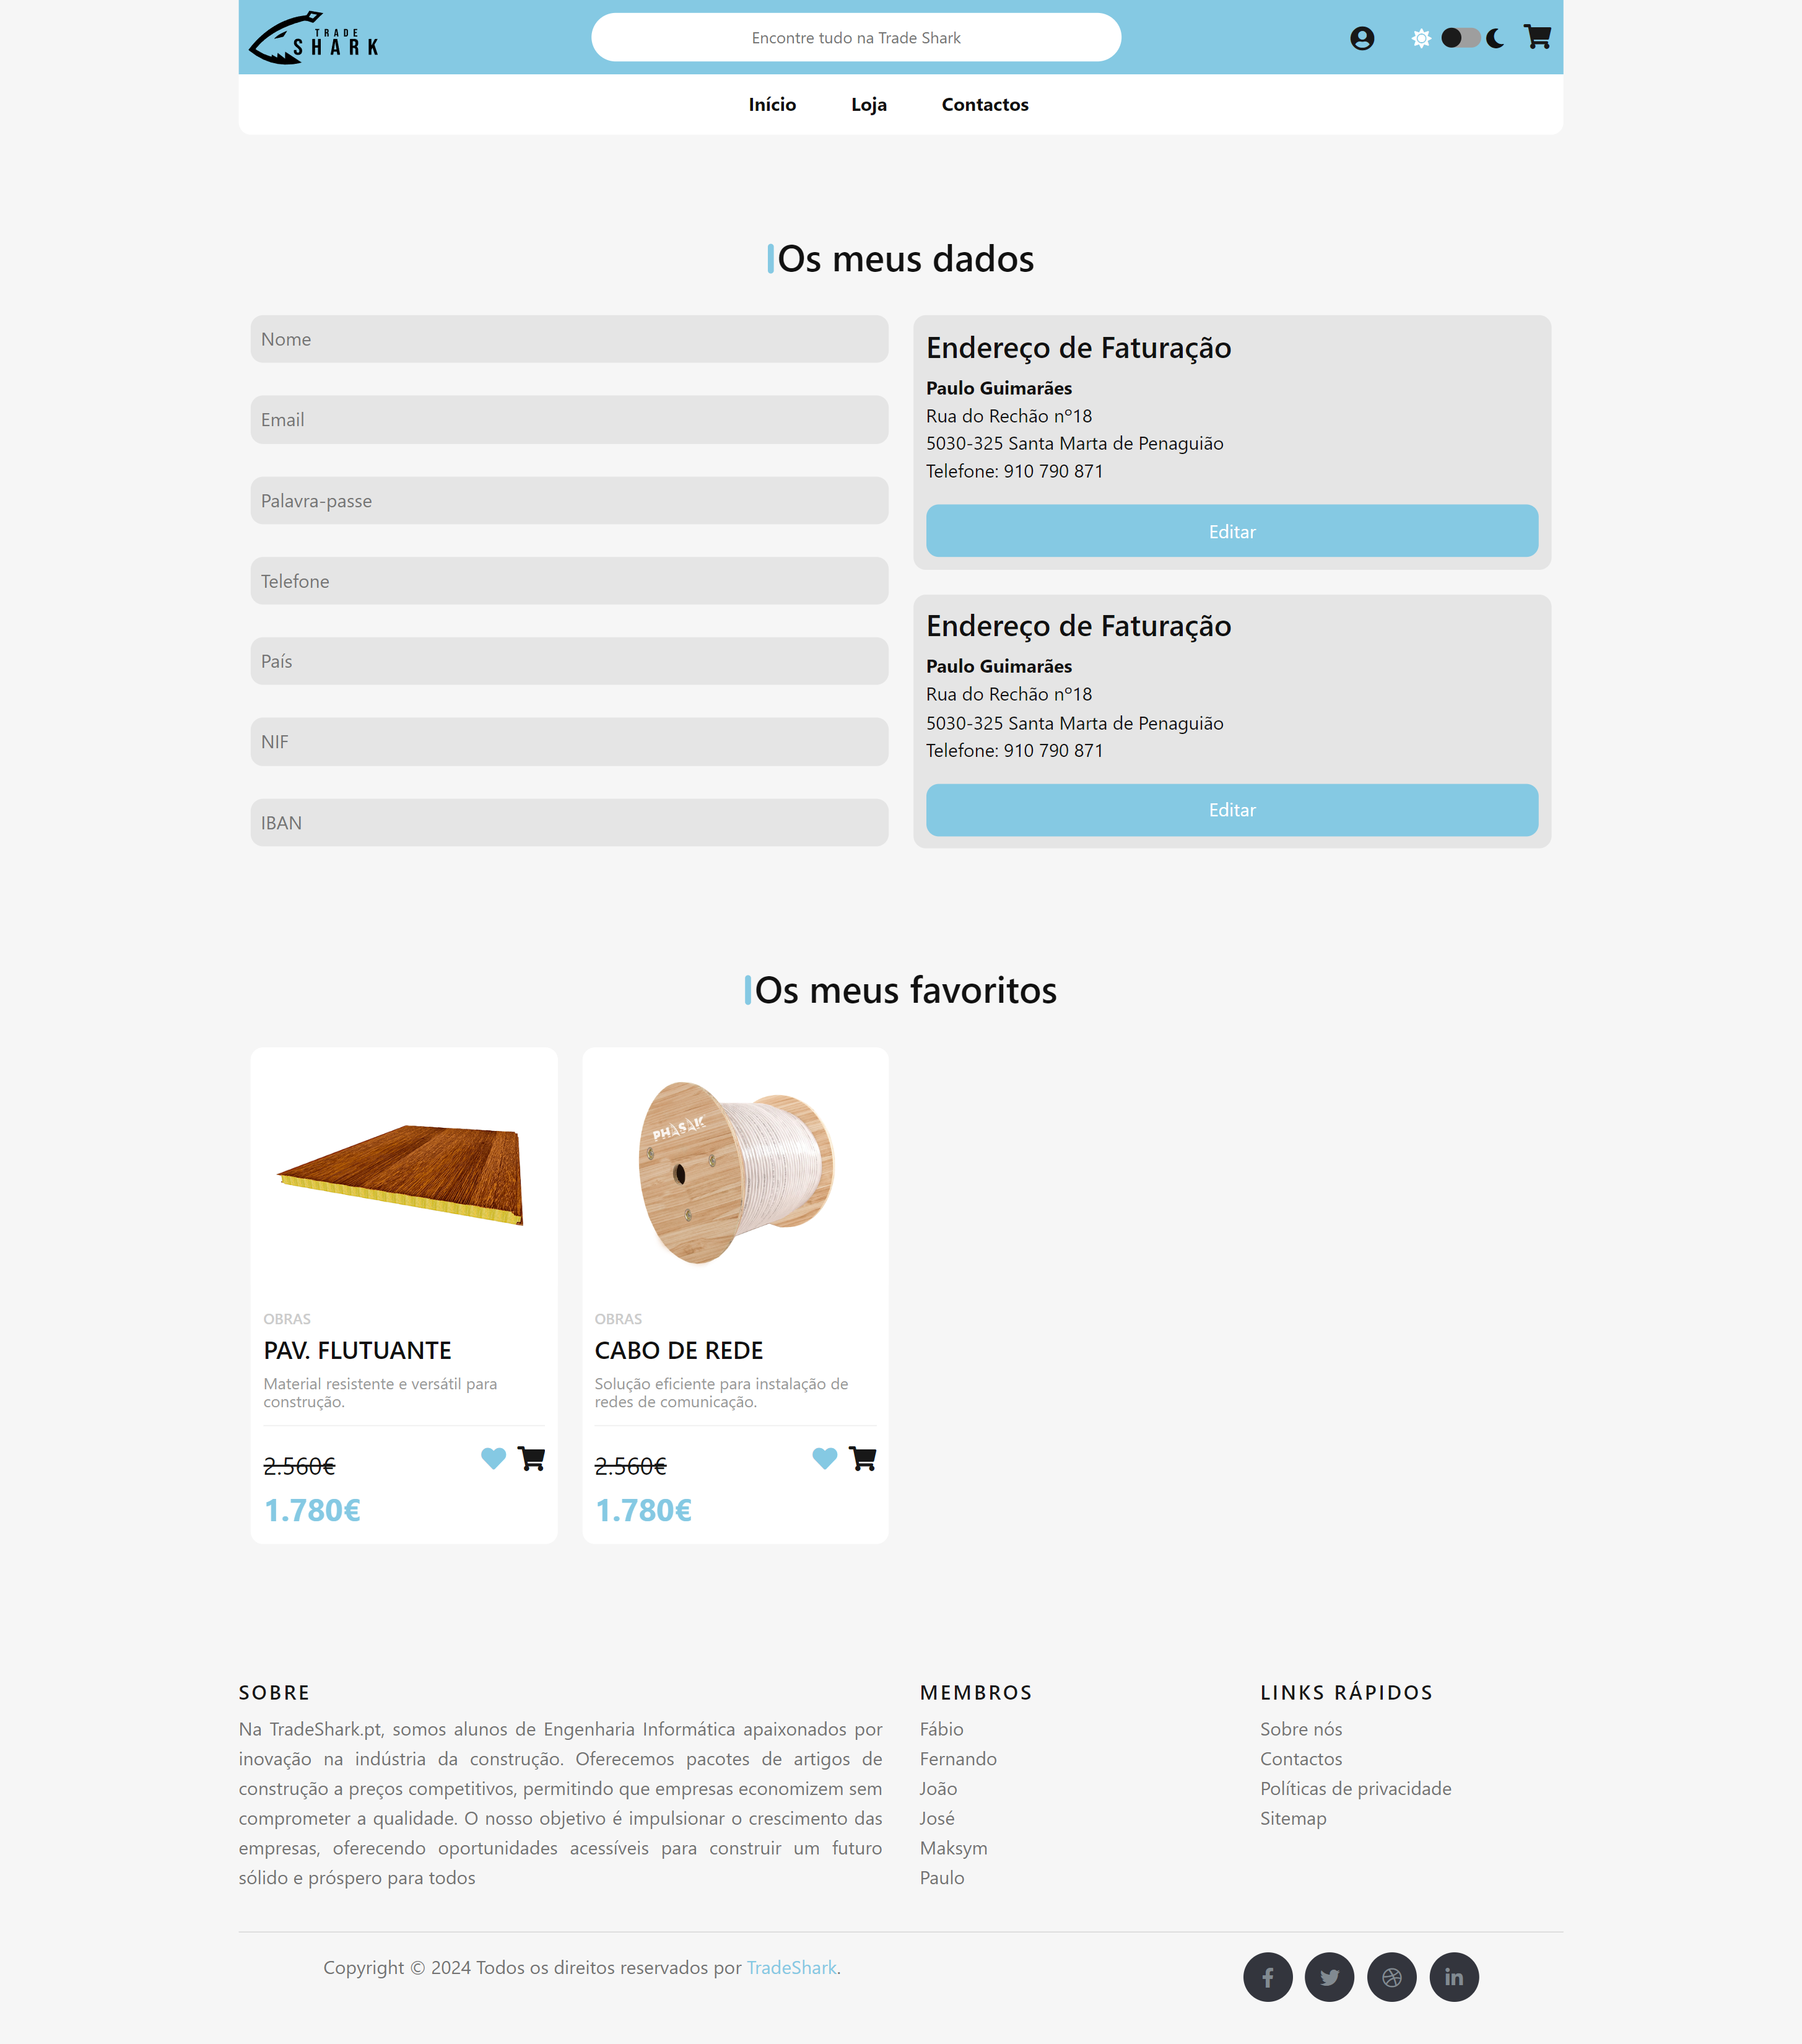 TRADE
SHARK
Encontre tudo na Trade Shark
Início
Loja
Contactos
Os meus dados
Nome
Email
Palavra-passe
Telefone
País
NIF
IBAN
Endereço de Faturação
Paulo Guimarães
Rua do Rechão nº18
5030-325 Santa Marta de Penaguião
Telefone: 910 790 871
Editar
Endereço de Faturação
Paulo Guimarães
Rua do Rechão nº18
5030-325 Santa Marta de Penaguião
Telefone: 910 790 871
Editar
Os meus favoritos
OBRAS
PAV. FLUTUANTE
Material resistente e versátil para
construção.
2.560€
1.780€
PHASAK
OBRAS
CABO DE REDE
Solução eficiente para instalação de
redes de comunicação.
2.560€
1.780€
SOBRE
Na TradeShark.pt, somos alunos de Engenharia Informática apaixonados por
inovação na indústria da construção. Oferecemos pacotes de artigos de
construção a preços competitivos, permitindo que empresas economizem sem
comprometer a qualidade. O nosso objetivo é impulsionar o crescimento das
empresas, oferecendo oportunidades acessíveis para construir um futuro
sólido e próspero para todos
MEMBROS
Fábio
Fernando
João
José
Maksym
Paulo
LINKS RÁPIDOS
Sobre nós
Contactos
Políticas de privacidade
Sitemap
Copyright © 2024 Todos os direitos reservados por TradeShark.